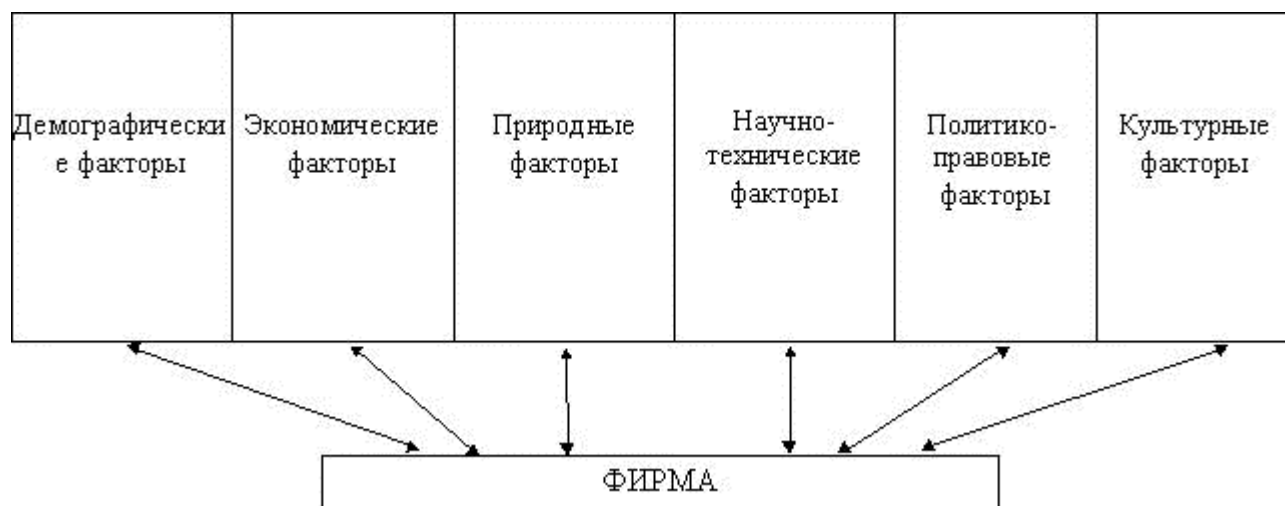 Демографически
е факторы
Экономические
факторы
Природные
факторы
Научно-
технические
факторы
Политико-
правовые
факторы
Культурные
факторы
ФИРМА